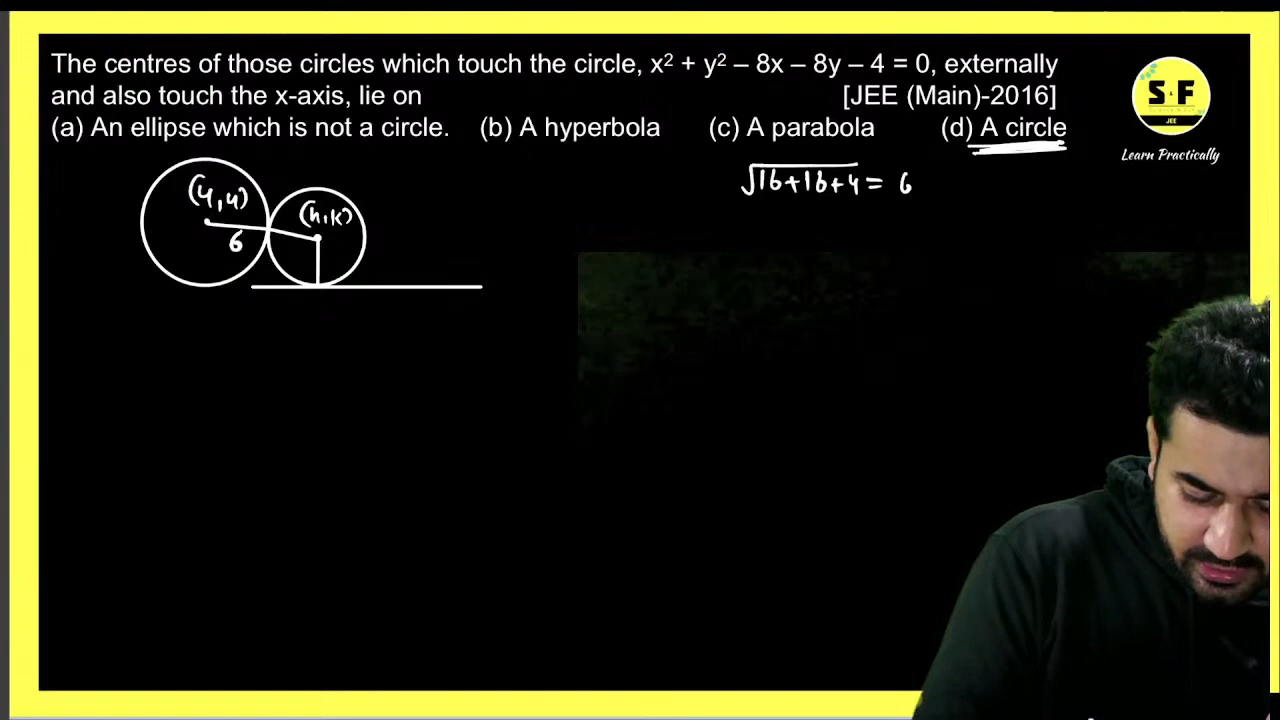 The centres of those circles which touch the circle, x² + y² – 8x – 8y – 4 = 0, externally
and also touch the x-axis, lie on [JEE (Main)-2016]
(a) An ellipse which is not a circle. (b) A hyperbola (c) A parabola (d) A circle
S&F
JEE
Learn Practically
√16+16+4 = 6
(4,4)
(h,k)
6